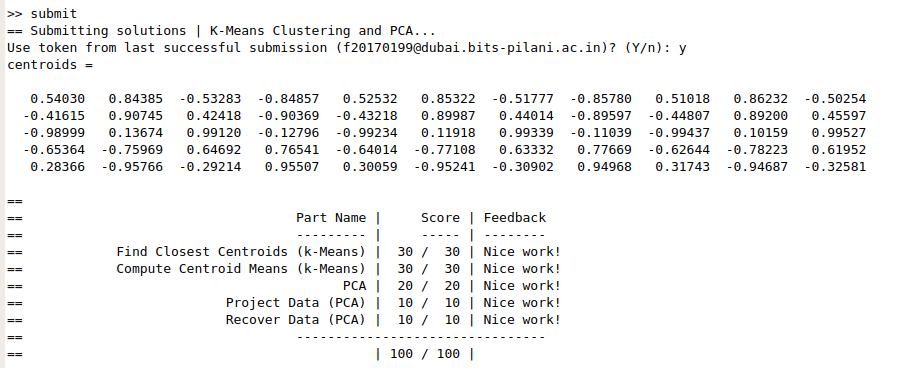 >> submit
== Submitting solutions | K-Means Clustering and PCA...
Use token from last successful submission (f20170199@dubai.bits-pilani.ac.in)? (Y/n): y
centroids =

   0.54030   0.84385  -0.53283  -0.84857   0.52532   0.85322  -0.51777  -0.85780   0.51018   0.86232  -0.50254
  -0.41615   0.90745   0.42418  -0.90369  -0.43218   0.89987   0.44014  -0.89597  -0.44807   0.89200   0.45597
  -0.98999   0.13674   0.99120  -0.12796  -0.99234   0.11918   0.99339  -0.11039  -0.99437   0.10159   0.99527
  -0.65364  -0.75969   0.64692   0.76541  -0.64014  -0.77108   0.63332   0.77669  -0.62644  -0.78223   0.61952
   0.28366  -0.95766  -0.29214   0.95507   0.30059  -0.95241  -0.30902   0.94968   0.31743  -0.94687  -0.32581

==
==                                   Part Name |     Score | Feedback
==                                   --------- |     ----- | --------
==            Find Closest Centroids (k-Means) |  30 /  30 | Nice work!
==            Compute Centroid Means (k-Means) |  30 /  30 | Nice work!
==                                         PCA |  20 /  20 | Nice work!
==                          Project Data (PCA) |  10 /  10 | Nice work!
==                          Recover Data (PCA) |  10 /  10 | Nice work!
==                                   --------------------------------
==                                             | 100 / 100 |